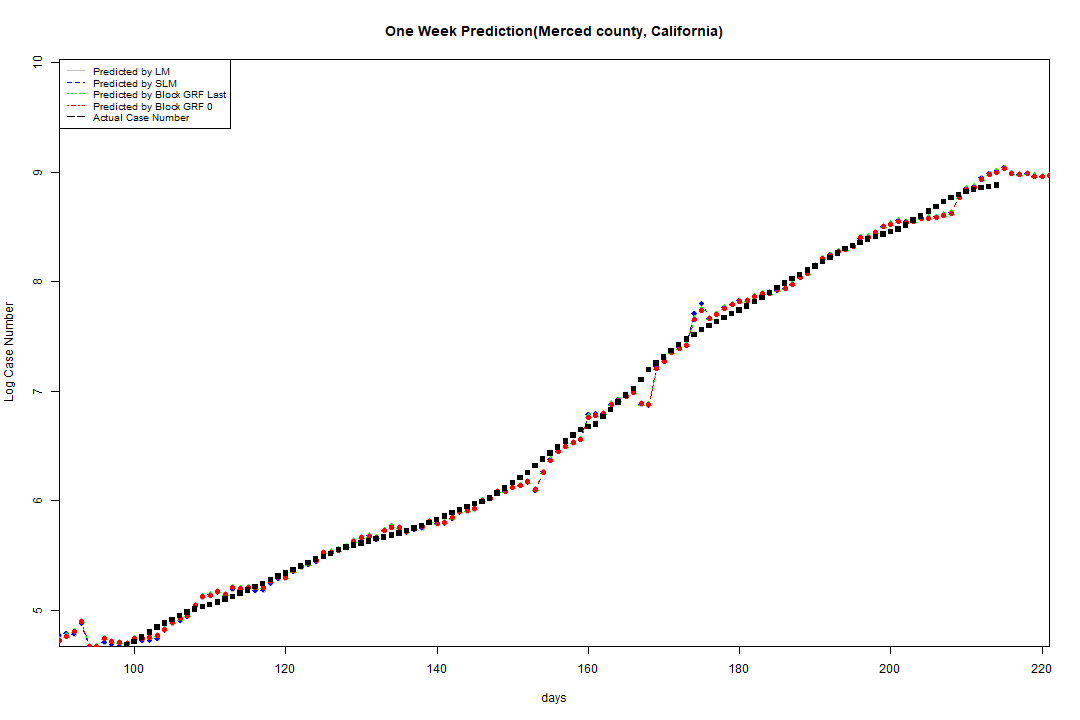 One Week Prediction(Merced county, California)
10
Predicted by LM
Predicted by SLM
Predicted by Block GRF Last
Predicted by Block GRF 0
Actual Case Number
9
8
Log Case Number
7
6
5
100 120 140 160 180 200 220
days